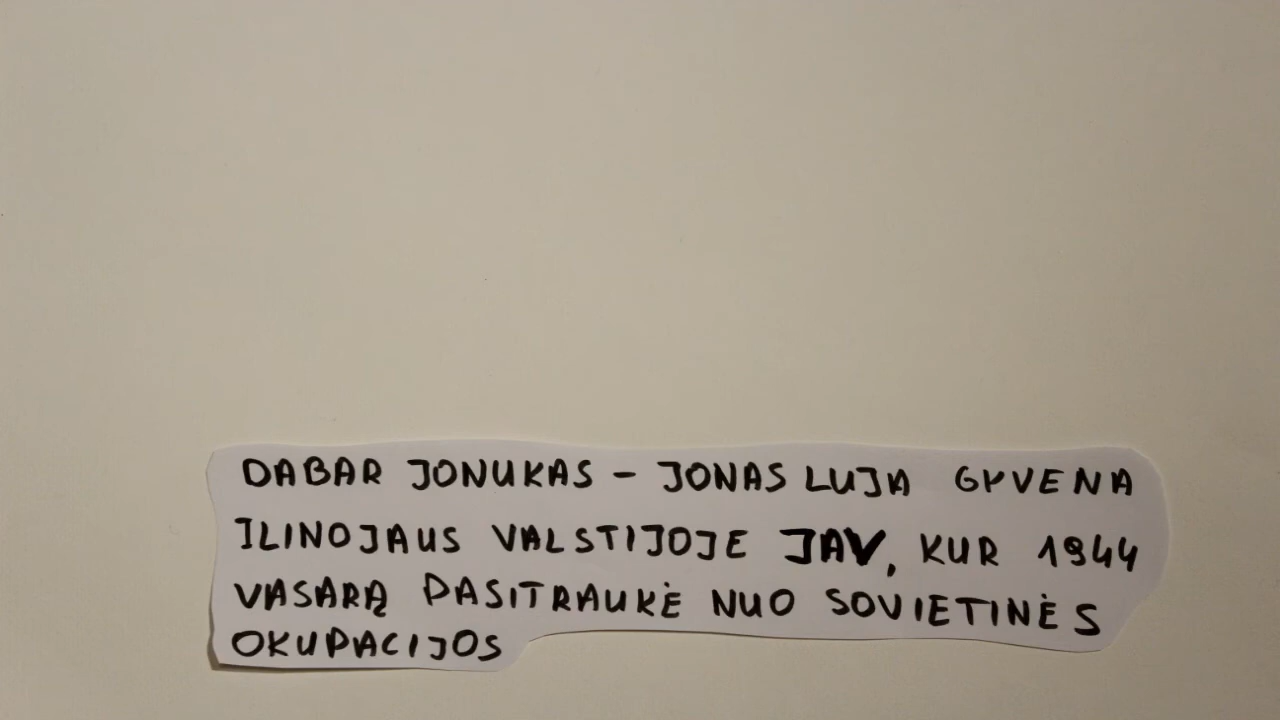 DABAR JONUKAS - JONAS LUJA GYVENA
ILINOJAUS VALSTIJOJE JAV, KUR 1944
VASARĄ PASITRAUKĖ NUO SOVIETINĖS
OKUPACIJOS